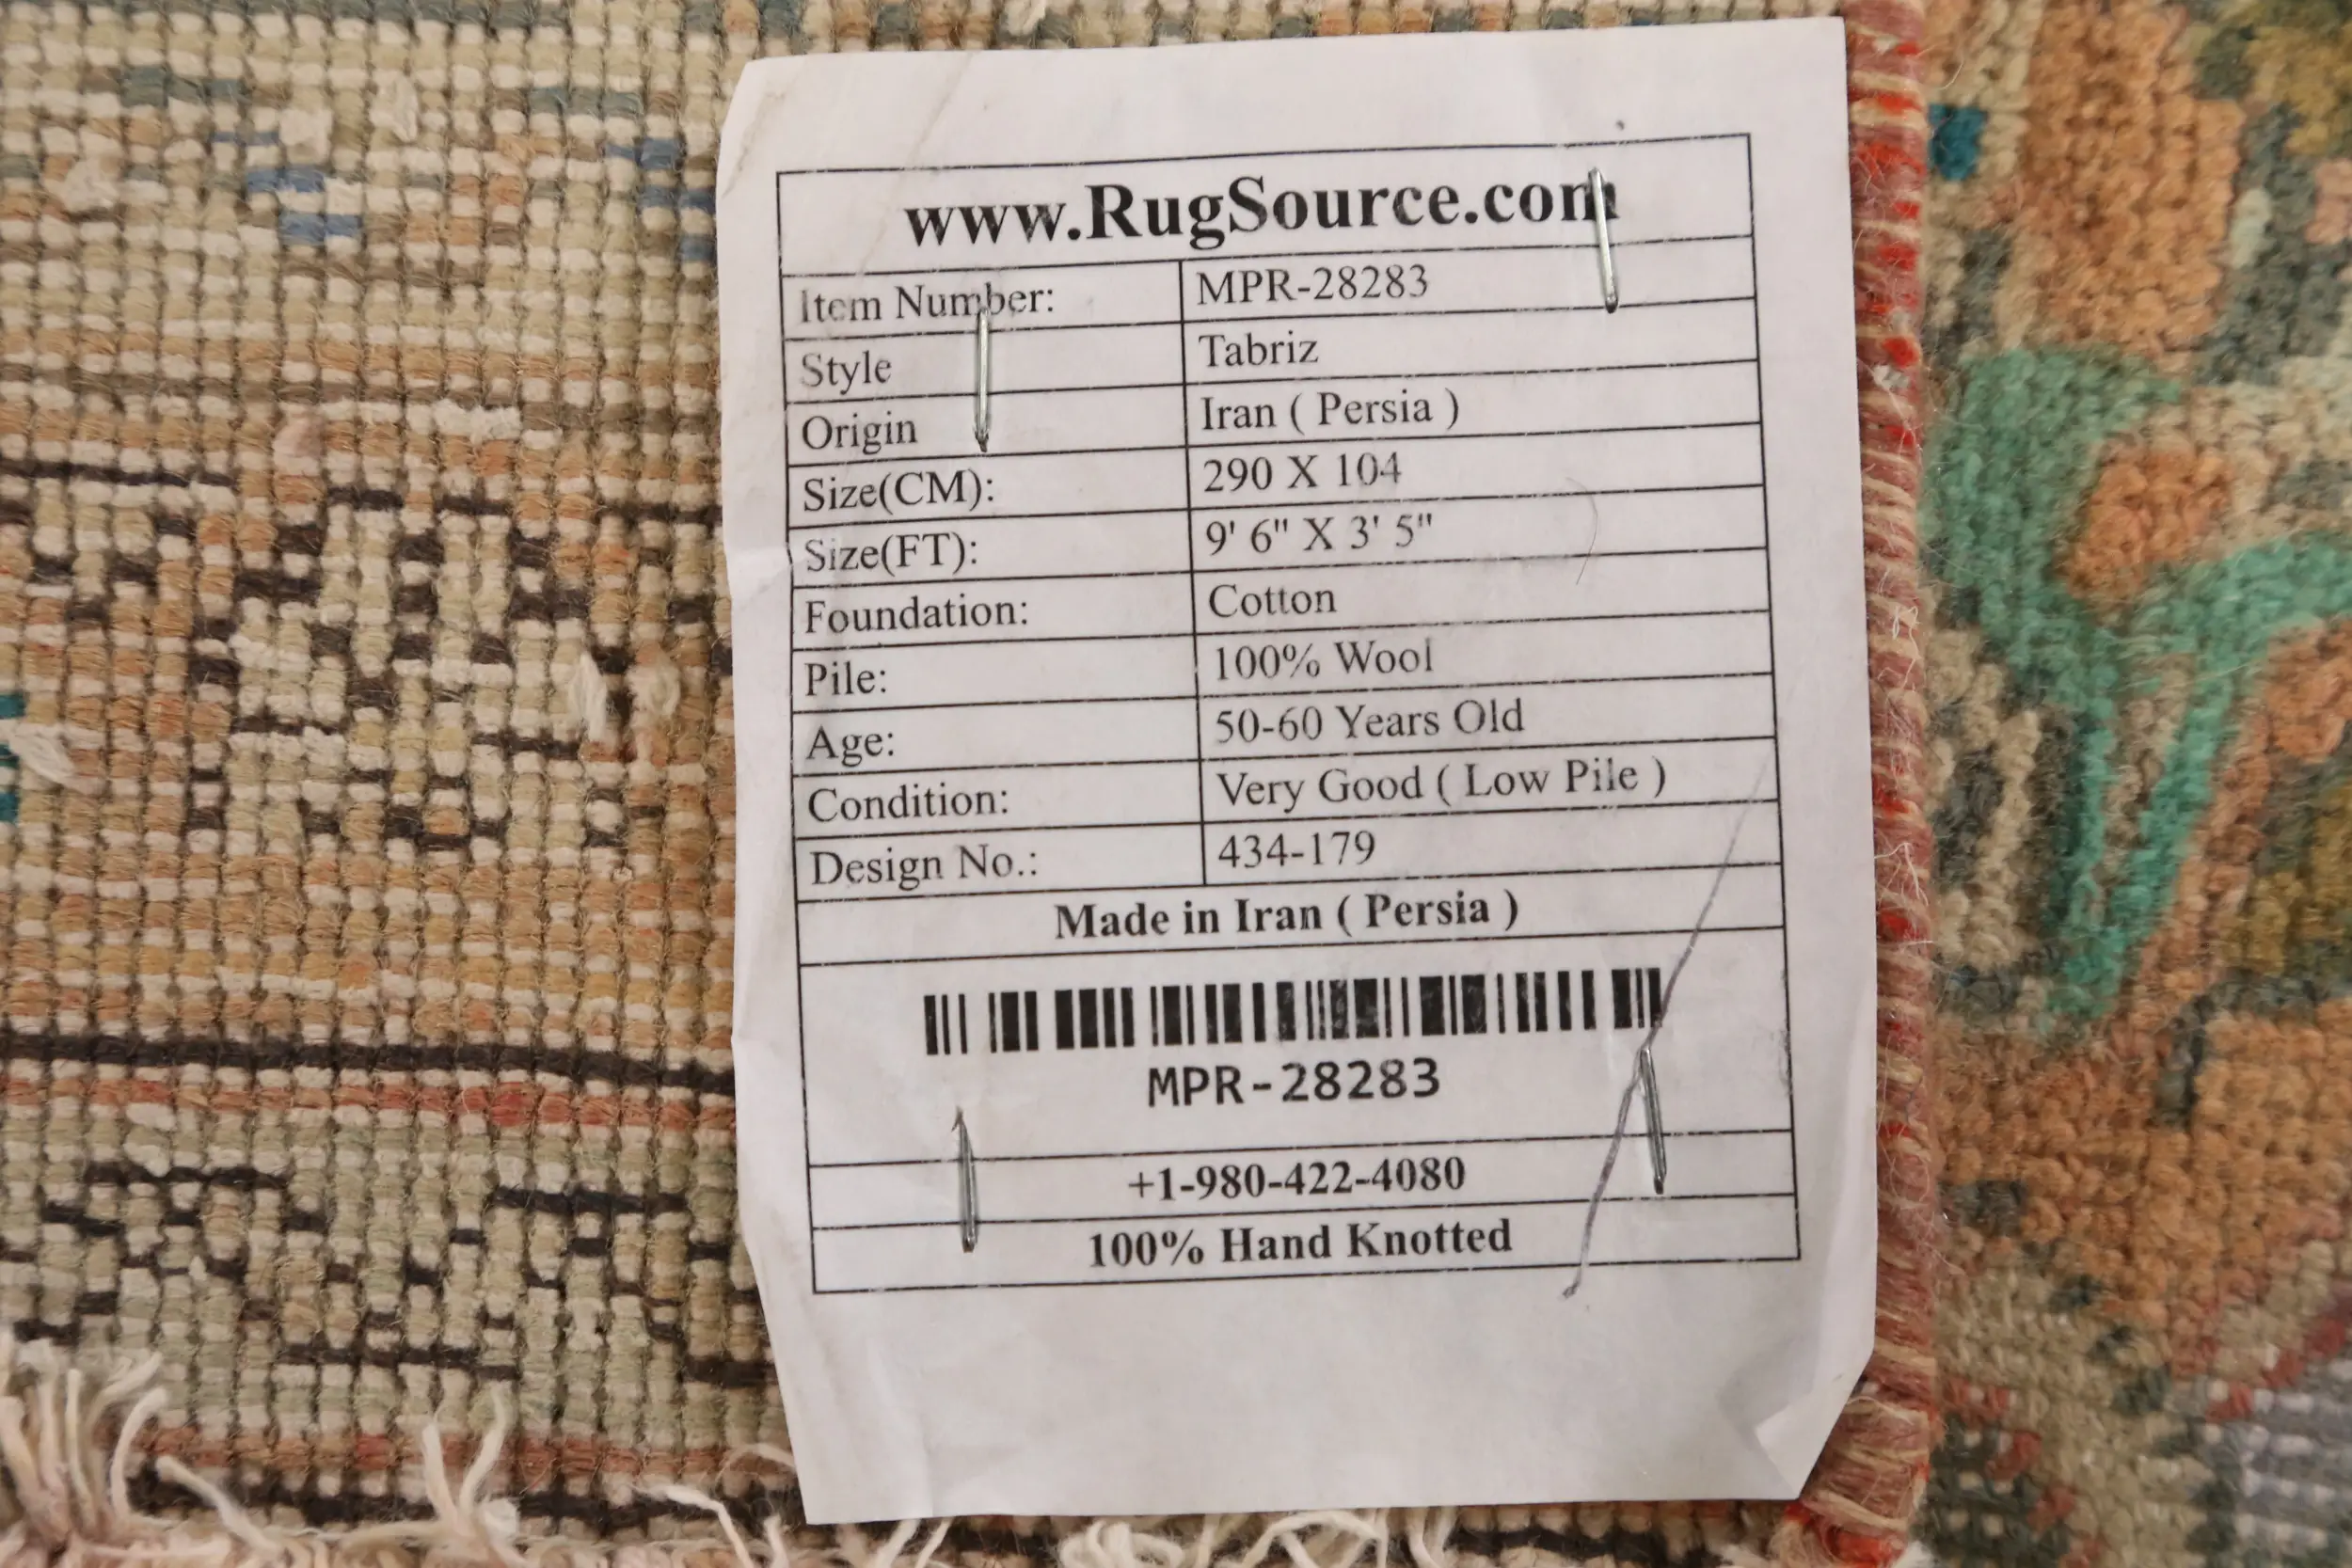 www.RugSource.com
Item Number: MPR-28283
Style Tabriz
Origin Iran ( Persia )
Size(CM): 290 X 104
Size(FT): 9' 6" X 3' 5"
Foundation: Cotton
Pile: 100% Wool
Age: 50-60 Years Old
Condition: Very Good ( Low Pile )
Design No.: 434-179
Made in Iran ( Persia )
MPR-28283
+1-980-422-4080
100% Hand Knotted